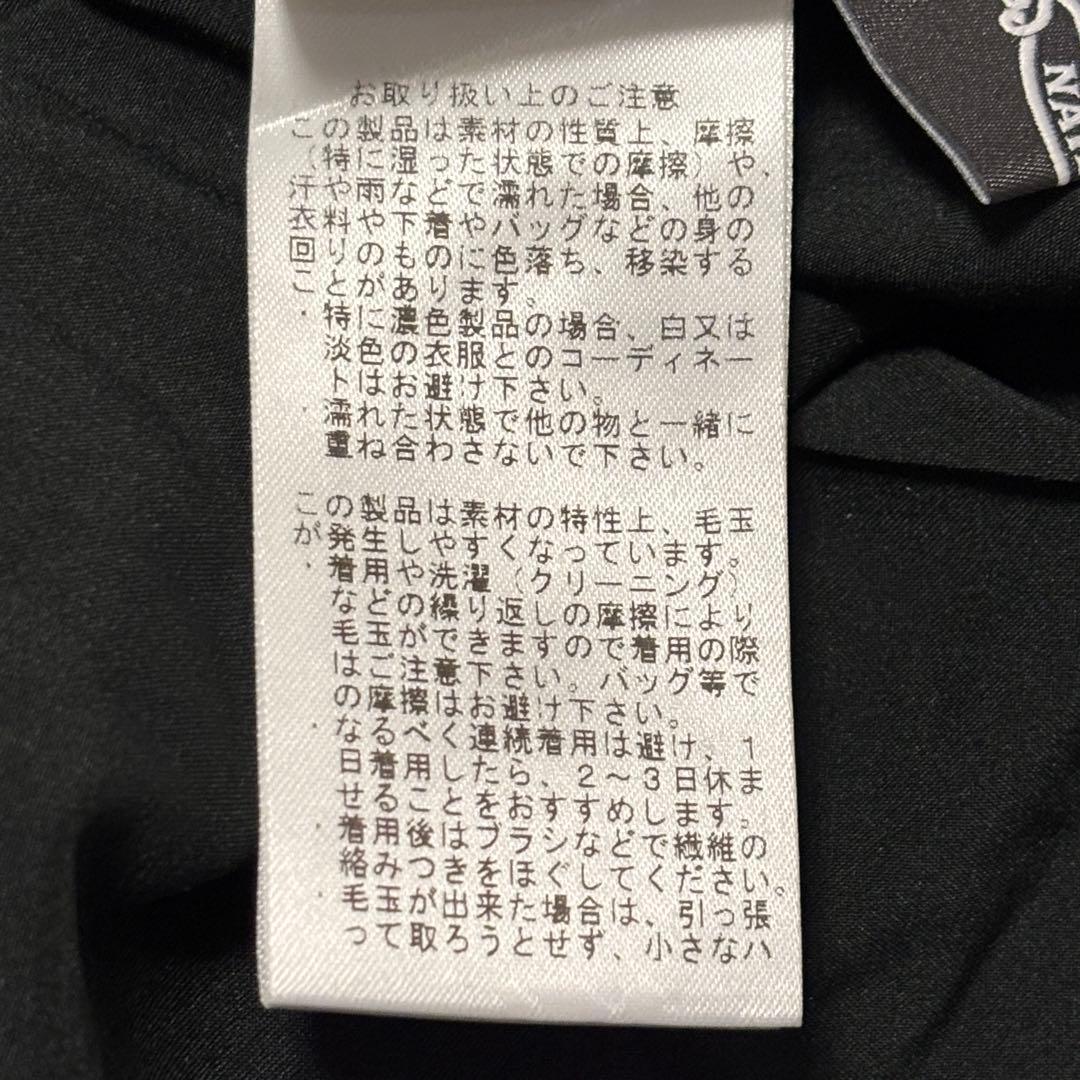 お取り扱い上のご注意
この製品は素材の性質上、摩擦
(特に湿った状態での摩擦)や、
汗や雨などで濡れた場合、他の
衣料や下着やバッグなどの身の
回りのものに色落ち、移染する
ことがあります。
・特に濃色製品の場合、白又は
淡色の衣服とのコーディネー
トはお避け下さい。
・濡れた状態で他の物と一緒に
重ね合わさないで下さい。
この製品は素材の特性上、毛玉
が発生しやすくなっています。
・着用や洗濯(クリーニング)
などの繰り返しの摩擦により
毛玉ができますので着用の際
はご注意下さい。バッグ等で
の摩擦はお避け下さい。
・なるべく連続着用は避け、1
日着用したら、2～3日休ま
せることをおすすめします。
・着用後はブラシなどで繊維の
絡みつきをほぐしてください。
・毛玉が出来た場合は、引っ張
って取ろうとせず、小さなハ
NAR